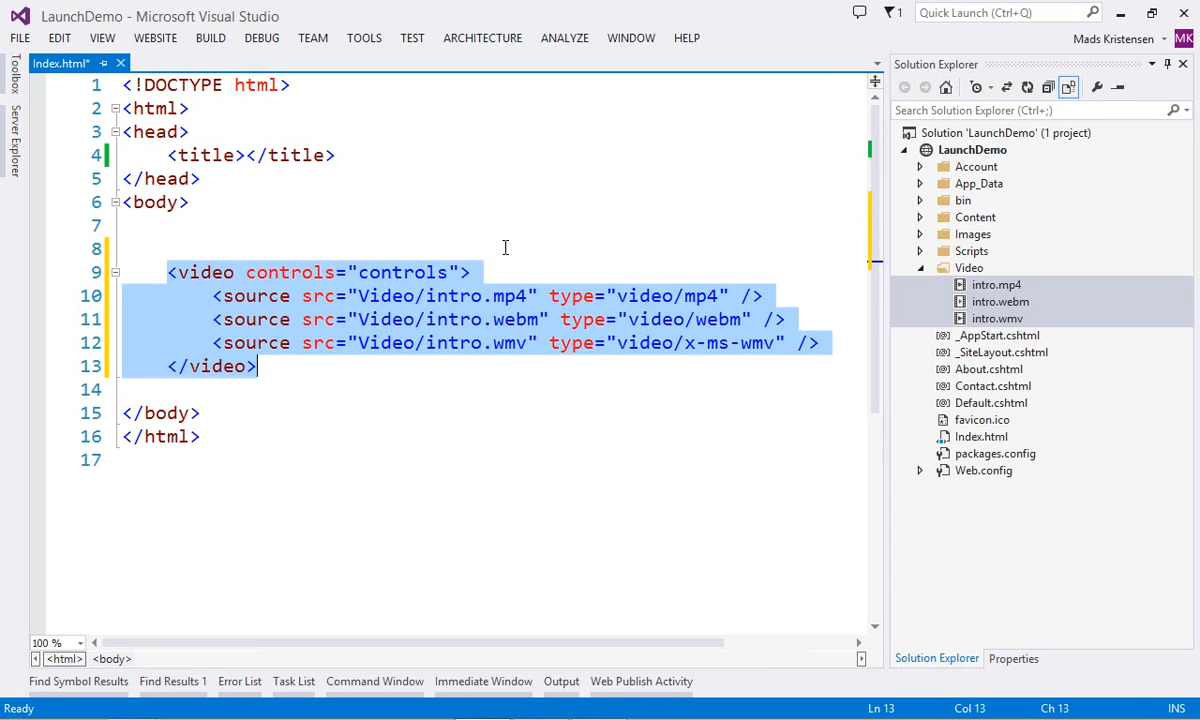 LaunchDemo - Microsoft Visual Studio
1
Quick Launch (Ctrl+Q)
FILE EDIT VIEW WEBSITE BUILD DEBUG TEAM TOOLS TEST ARCHITECTURE ANALYZE WINDOW HELP
Mads Kristensen MK
Toolbox
Server Explorer
Index.html*
1 <!DOCTYPE html>
2 <html>
3 <head>
4 <title></title>
5 </head>
6 <body>
7
8
9 <video controls="controls">
10 <source src="Video/intro.mp4" type="video/mp4" />
11 <source src="Video/intro.webm" type="video/webm" />
12 <source src="Video/intro.wmv" type="video/x-ms-wmv" />
13 </video>
14
15 </body>
16 </html>
17
100 %
<html> <body>
Solution Explorer
Search Solution Explorer (Ctrl+;)
Solution 'LaunchDemo' (1 project)
LaunchDemo
Account
App_Data
bin
Content
Images
Scripts
Video
intro.mp4
intro.webm
intro.wmv
_AppStart.cshtml
_SiteLayout.cshtml
About.cshtml
Contact.cshtml
Default.cshtml
favicon.ico
Index.html
packages.config
Web.config
Solution Explorer Properties
Find Symbol Results Find Results 1 Error List Task List Command Window Immediate Window Output Web Publish Activity
Ready Ln 13 Col 13 Ch 13 INS